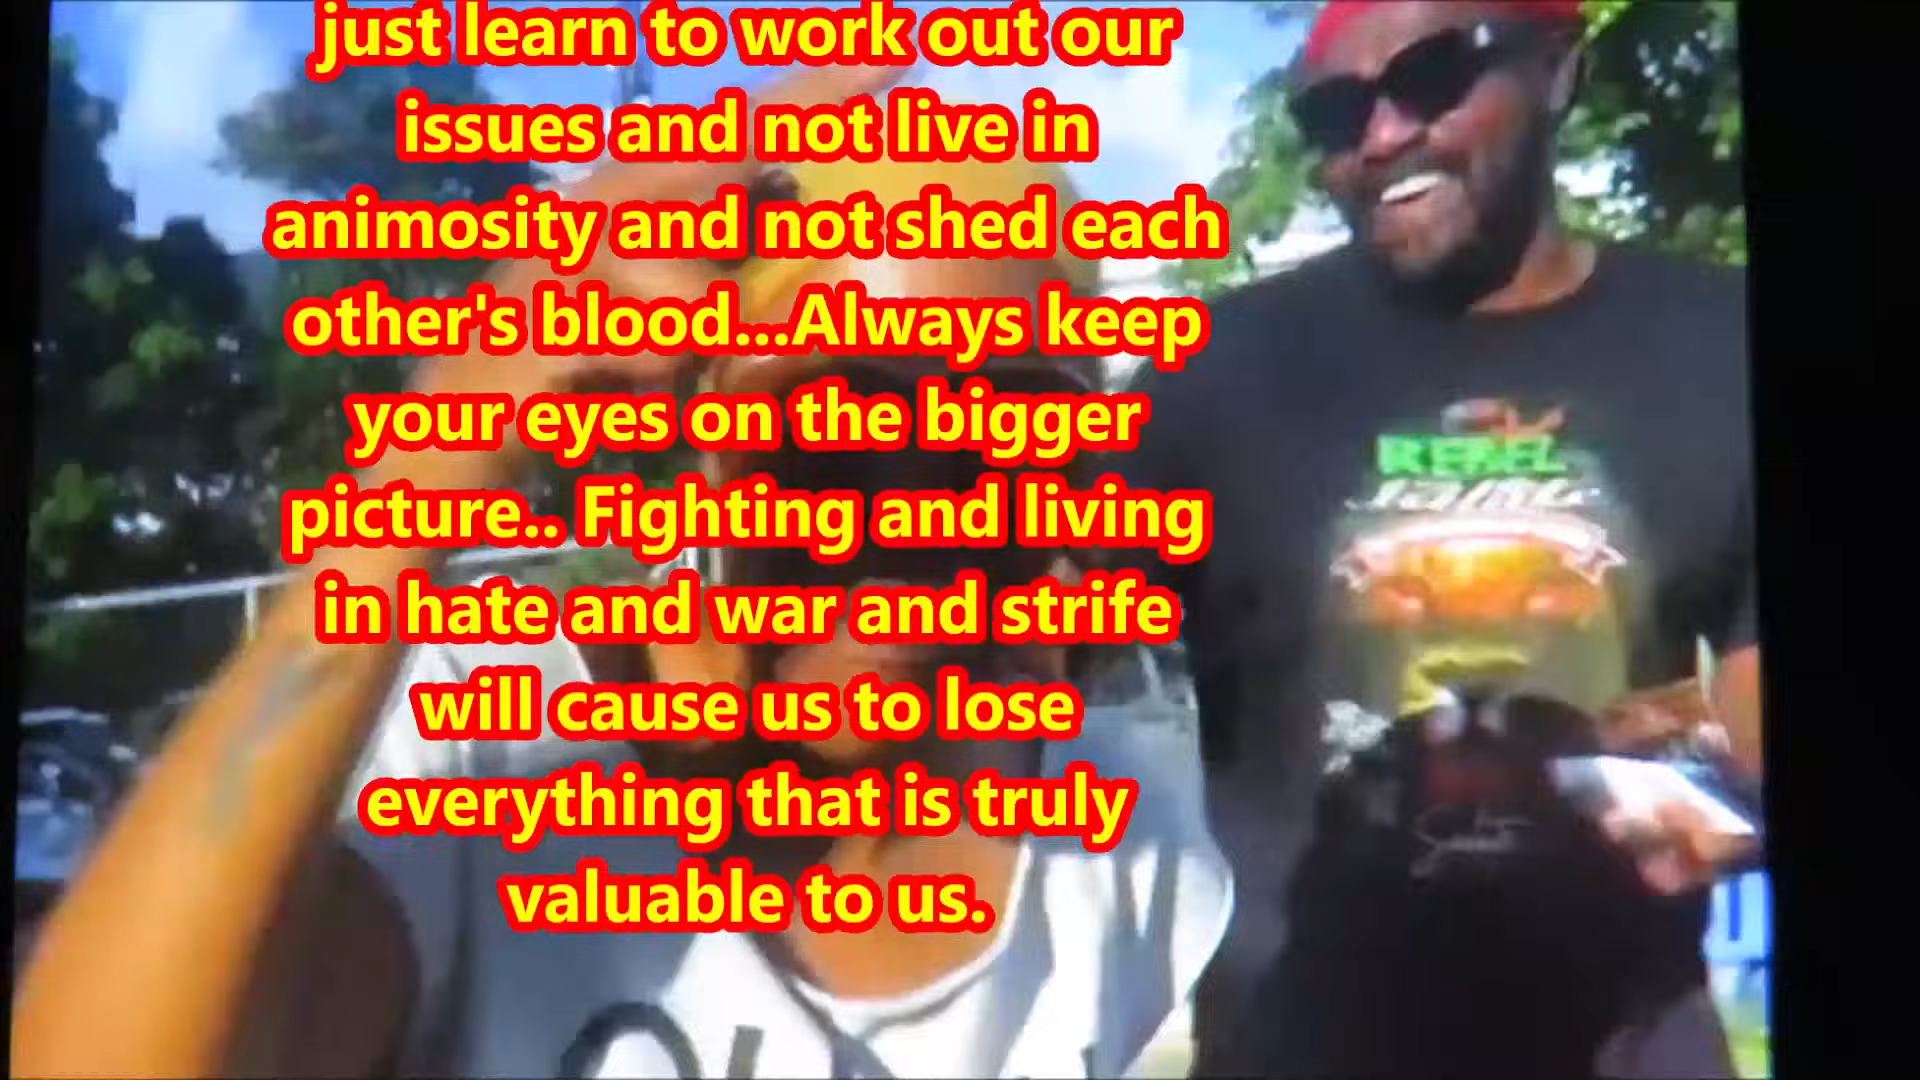 just learn to work out our
issues and not live in
animosity and not shed each
other's blood...Always keep
your eyes on the bigger
picture.. Fighting and living
in hate and war and strife
will cause us to lose
everything that is truly
valuable to us.
REBEL
SALUTE